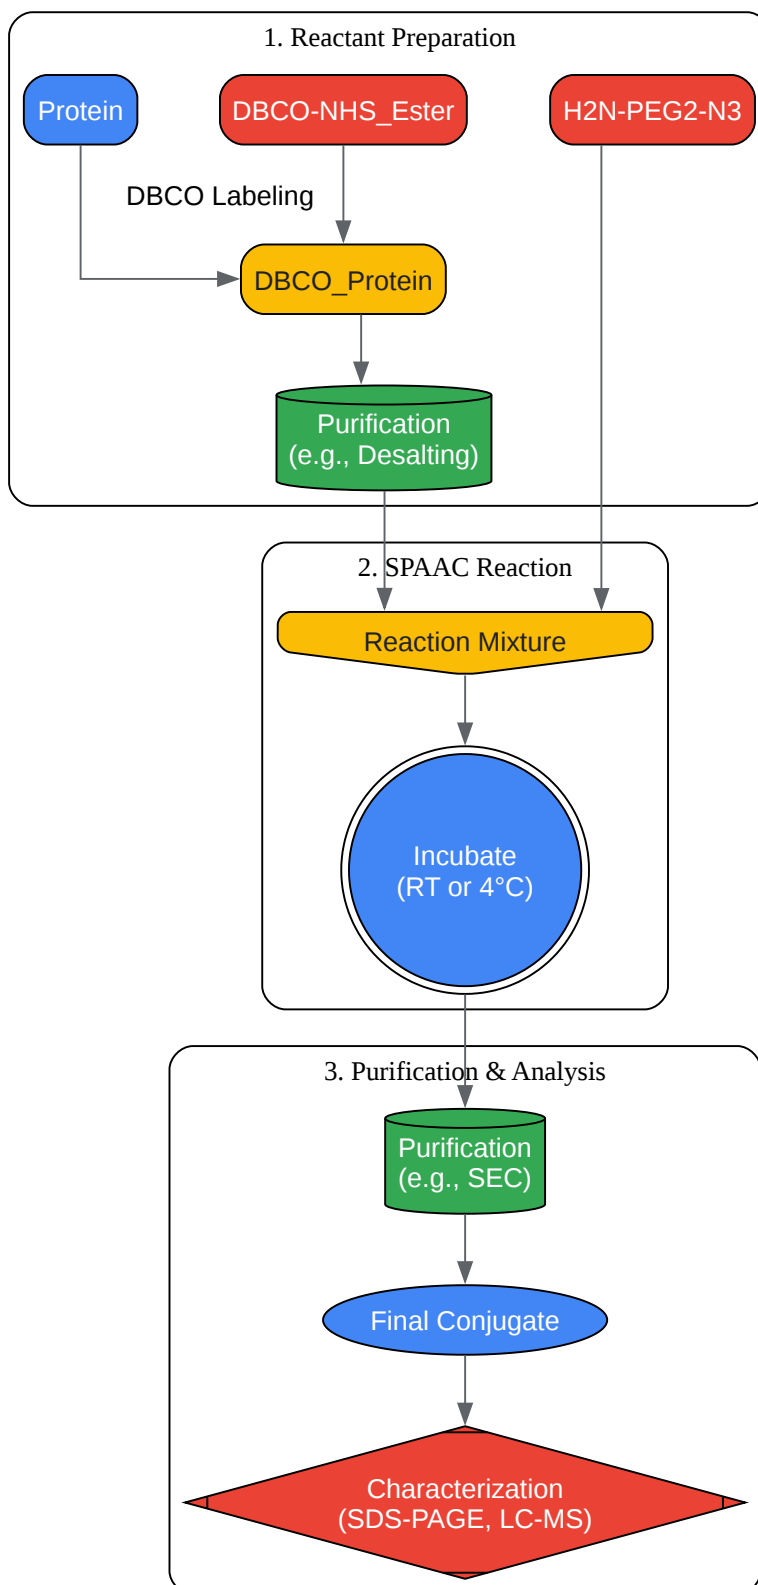 1. Reactant Preparation
Protein
DBCO-NHS_Ester
H2N-PEG2-N3
DBCO Labeling
DBCO_Protein
Purification
(e.g., Desalting)
2. SPAAC Reaction
Reaction Mixture
Incubate
(RT or 4°C)
3. Purification & Analysis
Purification
(e.g., SEC)
Final Conjugate
Characterization
(SDS-PAGE, LC-MS)